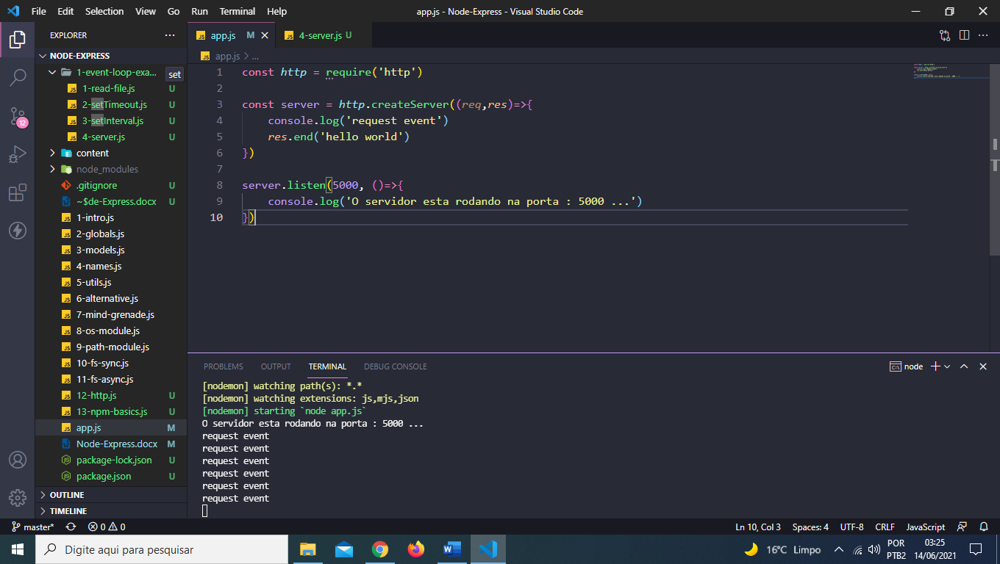 File Edit Selection View Go Run Terminal Help
app.js - Node-Express - Visual Studio Code
EXPLORER
NODE-EXPRESS
1-event-loop-exa...
set
1-read-file.js U
2-setTimeout.js U
3-setInterval.js U
4-server.js U
content
node_modules
.gitignore U
~$de-Express.docx U
1-intro.js
2-globals.js
3-models.js
4-names.js
5-utils.js
6-alternative.js
7-mind-grenade.js
8-os-module.js
9-path-module.js
10-fs-sync.js
11-fs-async.js
12-http.js U
13-npm-basics.js U
app.js M
Node-Express.docx M
package-lock.json U
package.json U
OUTLINE
TIMELINE
12
JS app.js M JS 4-server.js U
JS app.js > ...
1 const http = require('http')
2
3 const server = http.createServer((req,res)=>{
4 console.log('request event')
5 res.end('hello world')
6 })
7
8 server.listen(5000, ()=>{
9 console.log('O servidor esta rodando na porta : 5000 ...')
10 })
PROBLEMS OUTPUT TERMINAL DEBUG CONSOLE
node
[nodemon] watching path(s): *.*
[nodemon] watching extensions: js,mjs,json
[nodemon] starting `node app.js`
O servidor esta rodando na porta : 5000 ...
request event
request event
request event
request event
request event
request event
master* 0 0
Ln 10, Col 3 Spaces: 4 UTF-8 CRLF JavaScript
Digite aqui para pesquisar
16°C Limpo
POR
PTB2
03:25
14/06/2021